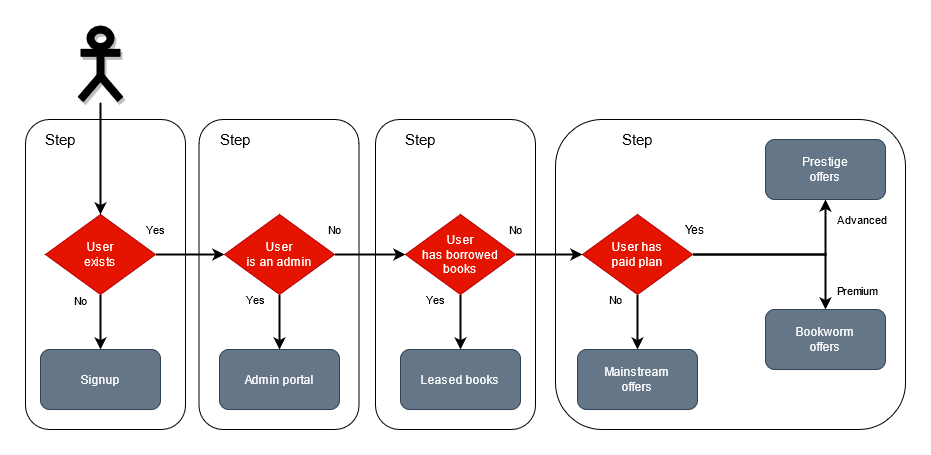 Step
User
exists
Yes
No
Signup
Step
User
is an admin
No
Yes
Admin portal
Step
User
has borrowed
books
No
Yes
Leased books
Step
User has
paid plan
Yes
No
Mainstream
offers
Prestige
offers
Advanced
Premium
Bookworm
offers